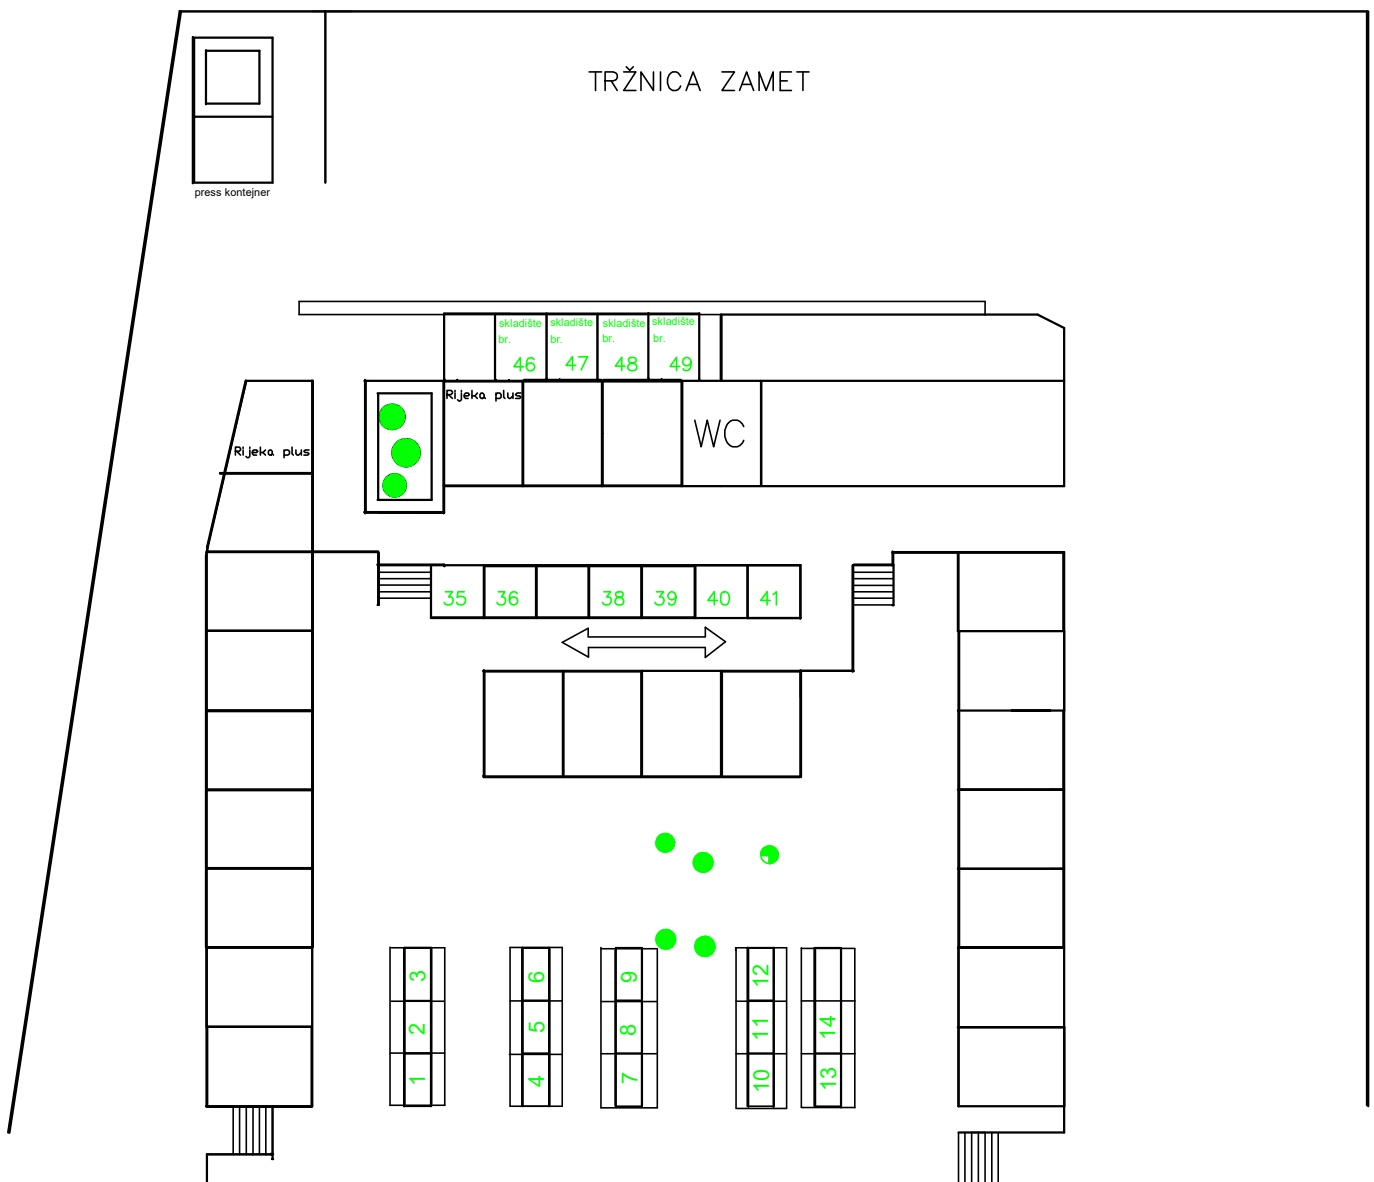 TRŽNICA ZAMET
press kontejner
skladište
br.
46
skladište
br.
47
skladište
br.
48
skladište
br.
49
Rijeka plus
WC
Rijeka plus
35
36
38
39
40
41
3
2
1
6
5
4
9
8
7
12
11
10
14
13